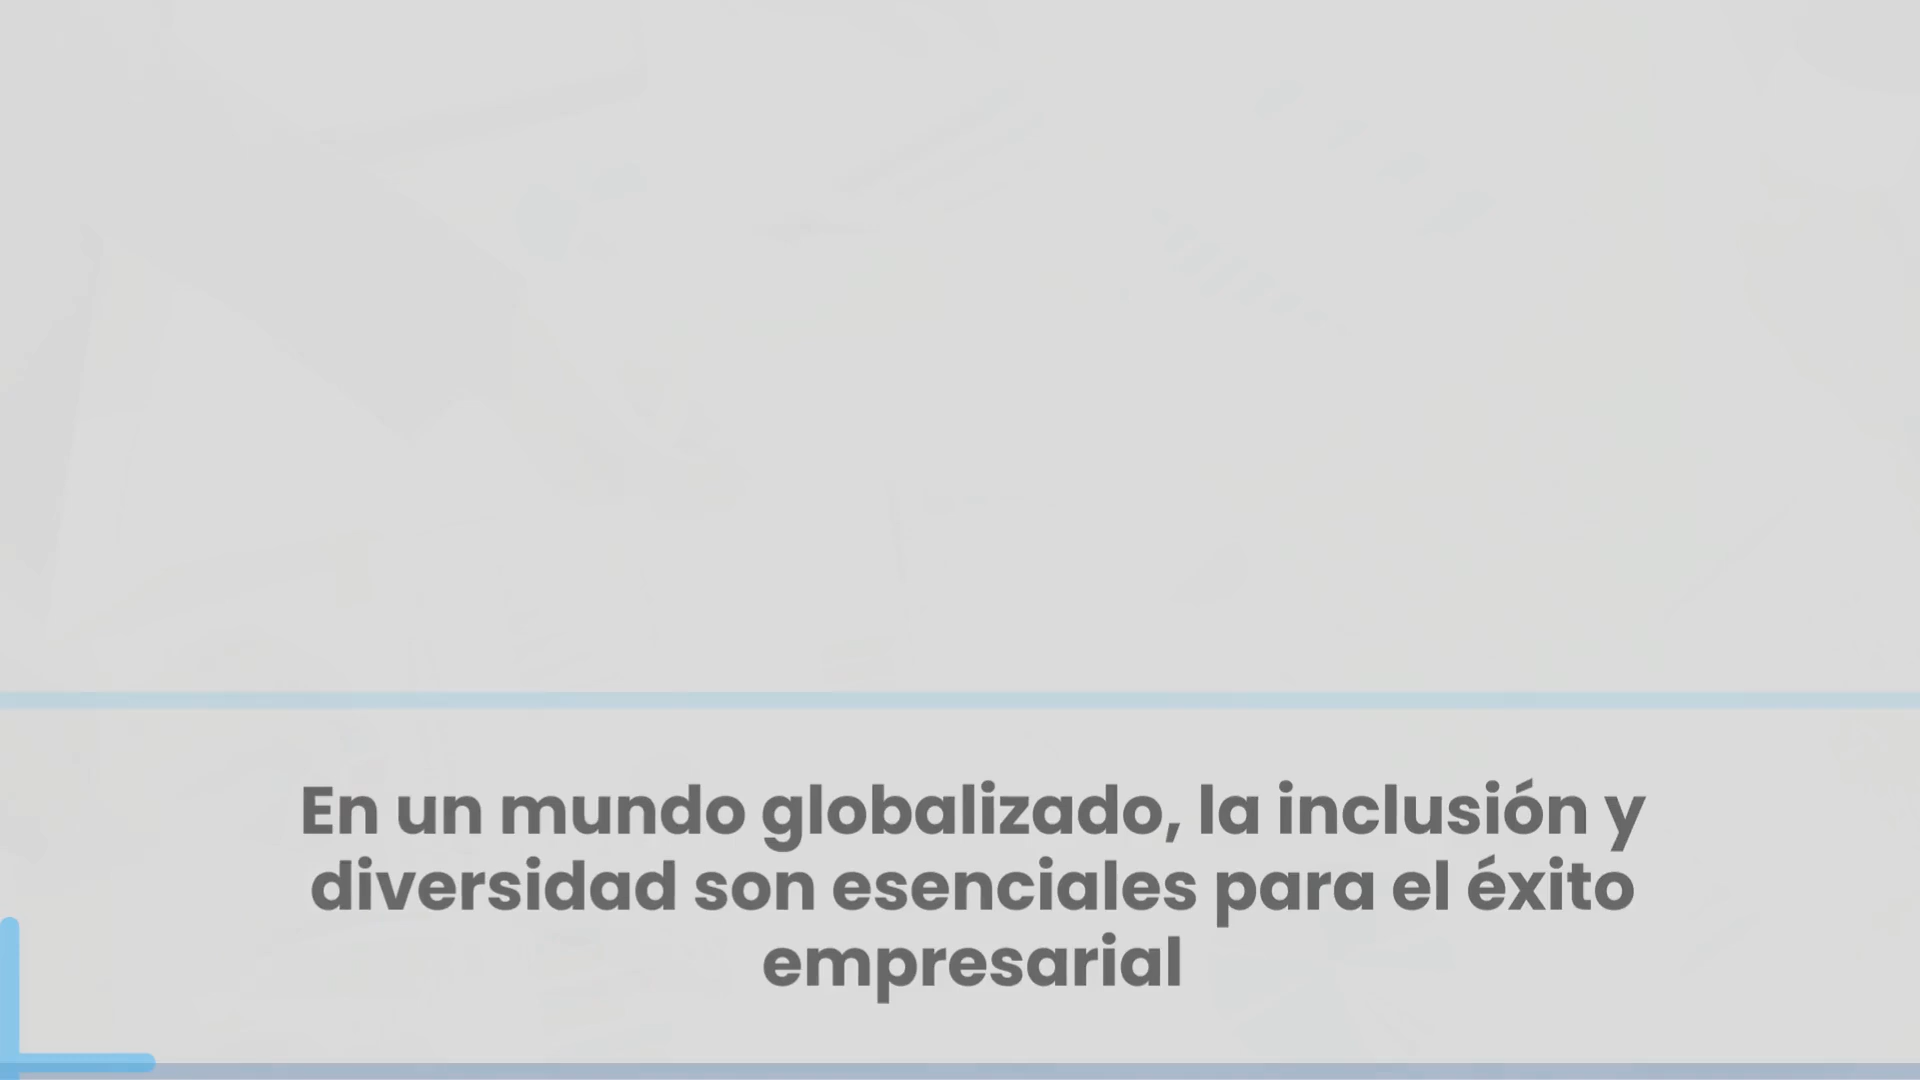 En un mundo globalizado, la inclusión y
diversidad son esenciales para el éxito
empresarial